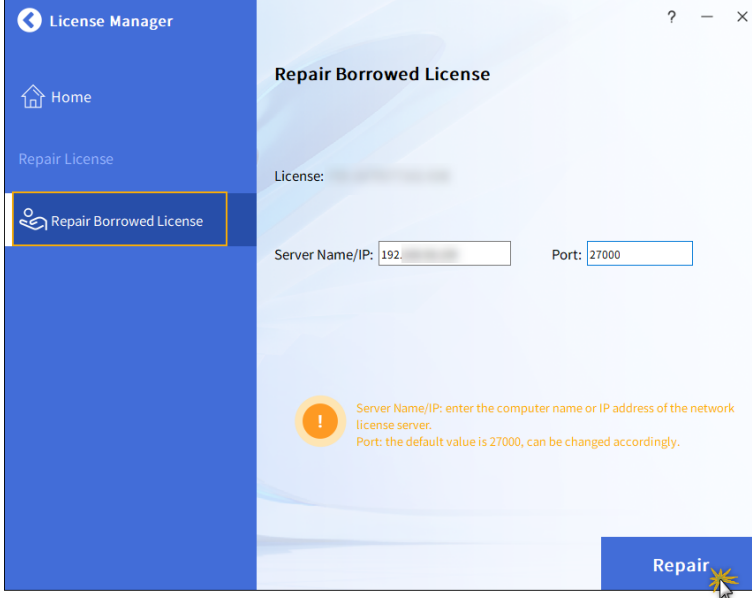 License Manager
?
Repair Borrowed License
Home
Repair License
License:
Repair Borrowed License
Server Name/IP: 192. Port: 27000
!
Server Name/IP: enter the computer name or IP address of the network
license server.
Port: the default value is 27000, can be changed accordingly.
Repair